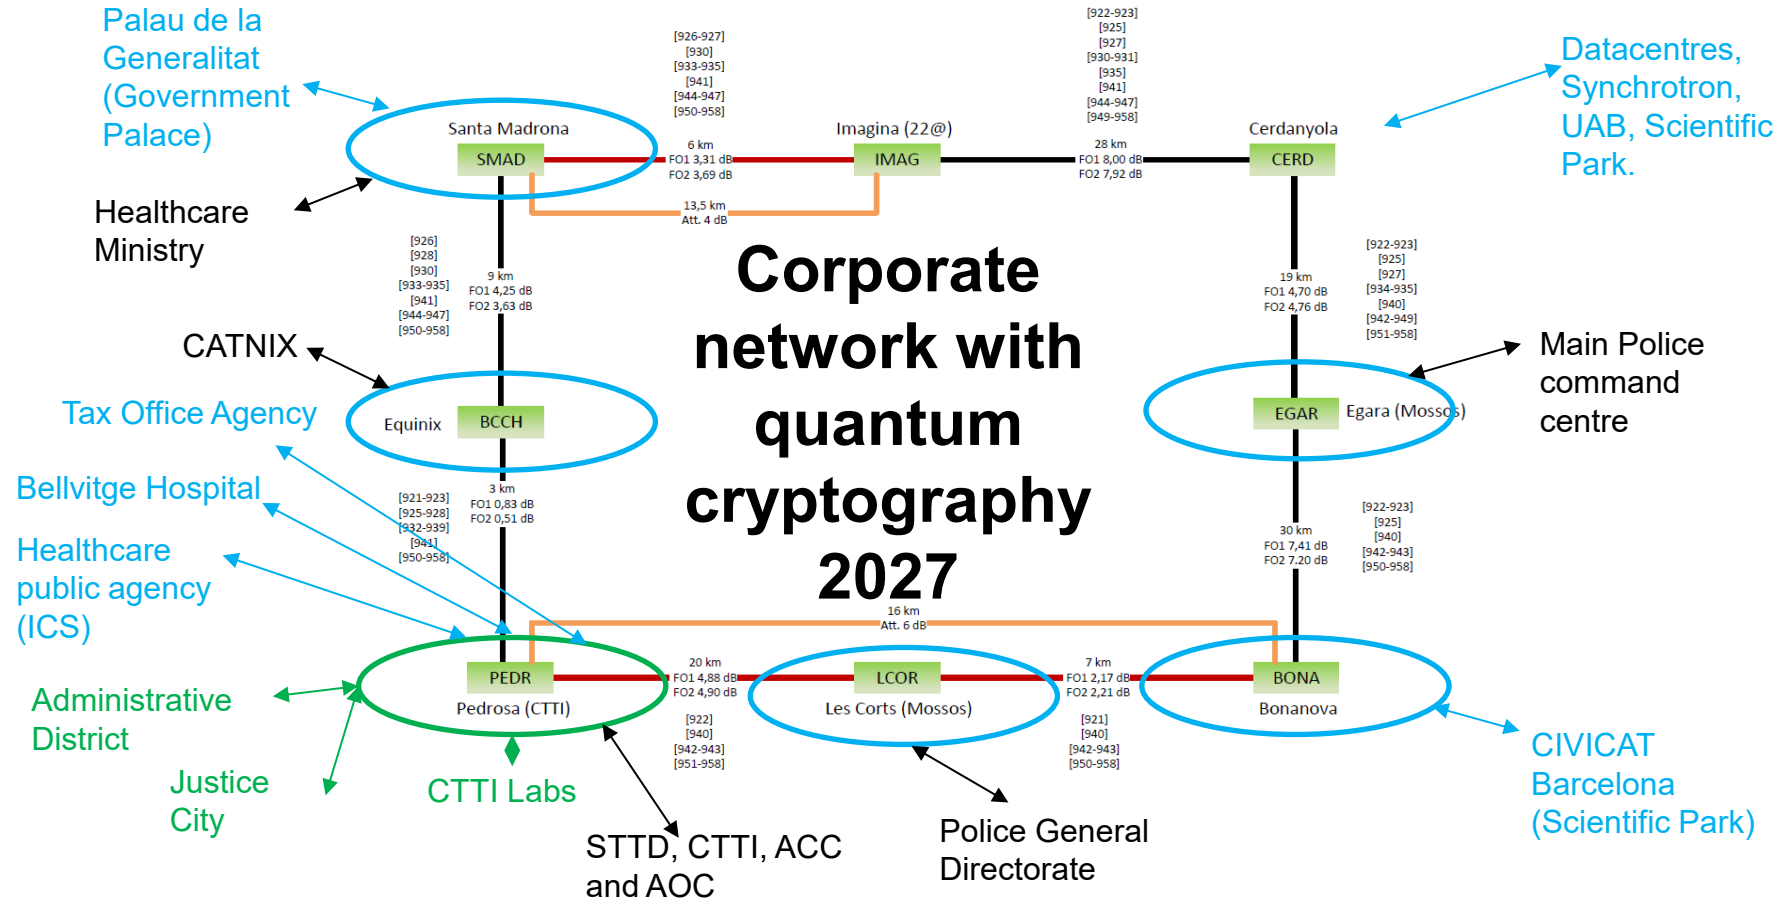 Palau de la
Generalitat
(Government
Palace)
[926-927]
[930]
[933-935]
[941]
[944-947]
[950-958]
[922-923]
[925]
[927]
[930-931]
[935]
[941]
[944-947]
[949-958]
Datacentres,
Synchrotron,
UAB, Scientific
Park.
Santa Madrona
SMAD
6 km
FO1 3,31 dB
FO2 3,69 dB
Imagina (22@)
IMAG
28 km
FO1 8,00 dB
FO2 7,92 dB
Cerdanyola
CERD
13,5 km
Att. 4 dB
Healthcare
Ministry
[926]
[928]
[930]
[933-935]
[941]
[944-947]
[950-958]
9 km
FO1 4,25 dB
FO2 3,63 dB
Corporate
network with
quantum
cryptography
2027
19 km
FO1 4,70 dB
FO2 4,76 dB
[922-923]
[925]
[927]
[934-935]
[940]
[942-949]
[951-958]
CATNIX
Main Police
command
centre
Tax Office Agency
Equinix
BCCH
EGAR
Egara (Mossos)
Bellvitge Hospital
[921-923]
[925-928]
[932-939]
[941]
[950-958]
3 km
FO1 0,83 dB
FO2 0,51 dB
30 km
FO1 7,41 dB
FO2 7.20 dB
[922-923]
[925]
[940]
[942-943]
[950-958]
Healthcare
public agency
(ICS)
16 km
Att. 6 dB
PEDR
Pedrosa (CTTI)
20 km
FO1 4,88 dB
FO2 4,90 dB
LCOR
Les Corts (Mossos)
7 km
FO1 2,17 dB
FO2 2,21 dB
BONA
Bonanova
[922]
[940]
[942-943]
[951-958]
[921]
[940]
[942-943]
[950-958]
Administrative
District
Justice
City
CTTI Labs
STTD, CTTI, ACC
and AOC
Police General
Directorate
CIVICAT
Barcelona
(Scientific Park)